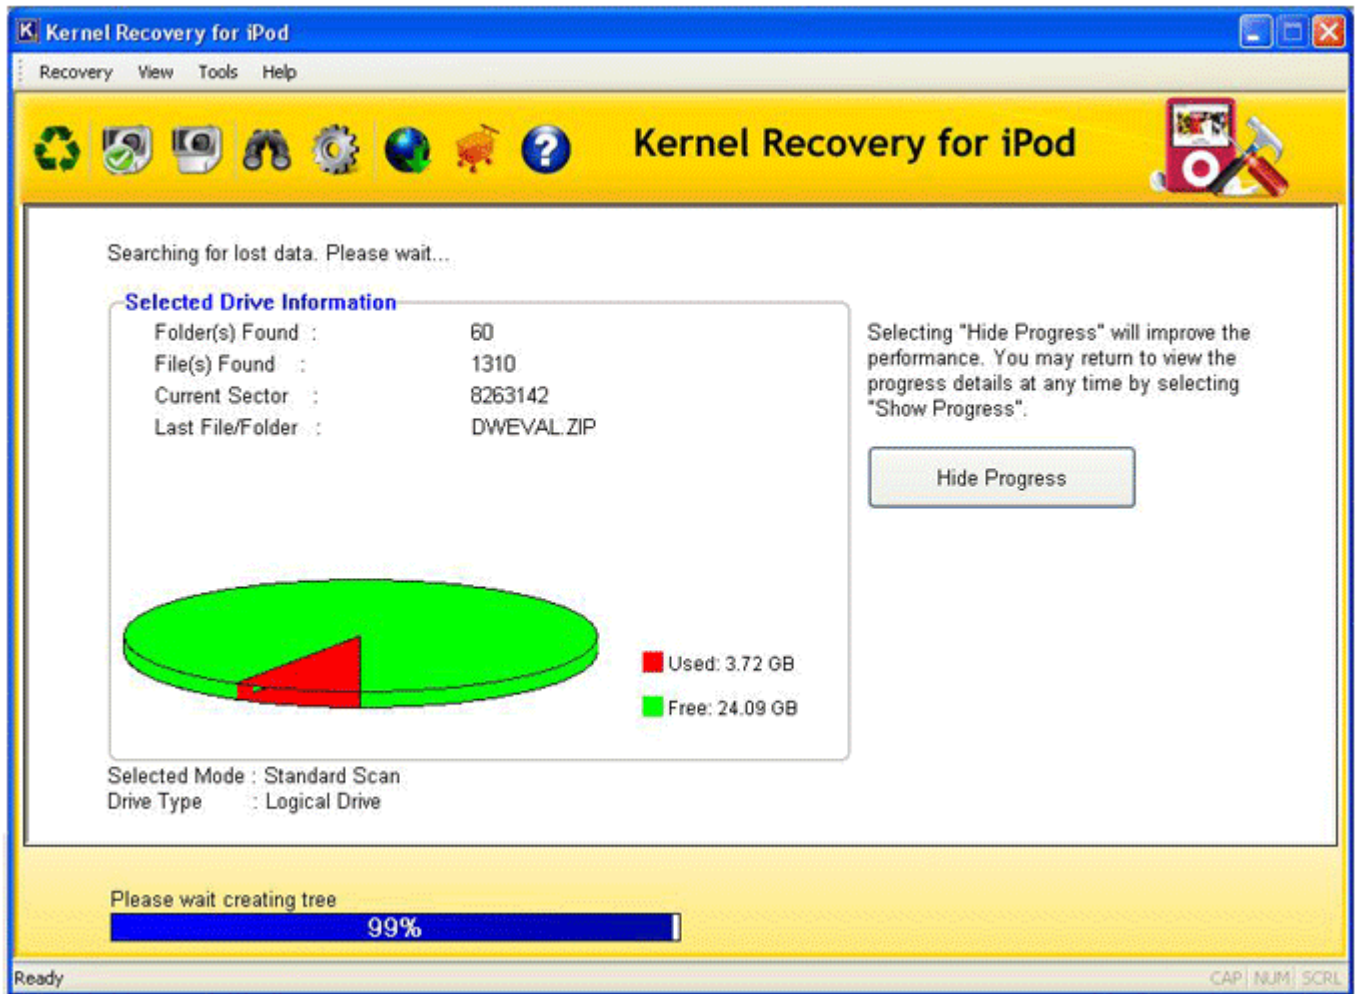 Kernel Recovery for iPod
Recovery View Tools Help
Kernel Recovery for iPod
Searching for lost data. Please wait...
Selected Drive Information
Folder(s) Found : 60
File(s) Found : 1310
Current Sector : 8263142
Last File/Folder : DWEVAL.ZIP
Selecting "Hide Progress" will improve the
performance. You may return to view the
progress details at any time by selecting
"Show Progress".
Hide Progress
Used: 3.72 GB
Free: 24.09 GB
Selected Mode : Standard Scan
Drive Type : Logical Drive
Please wait creating tree
99%
Ready
CAP NUM SCRL